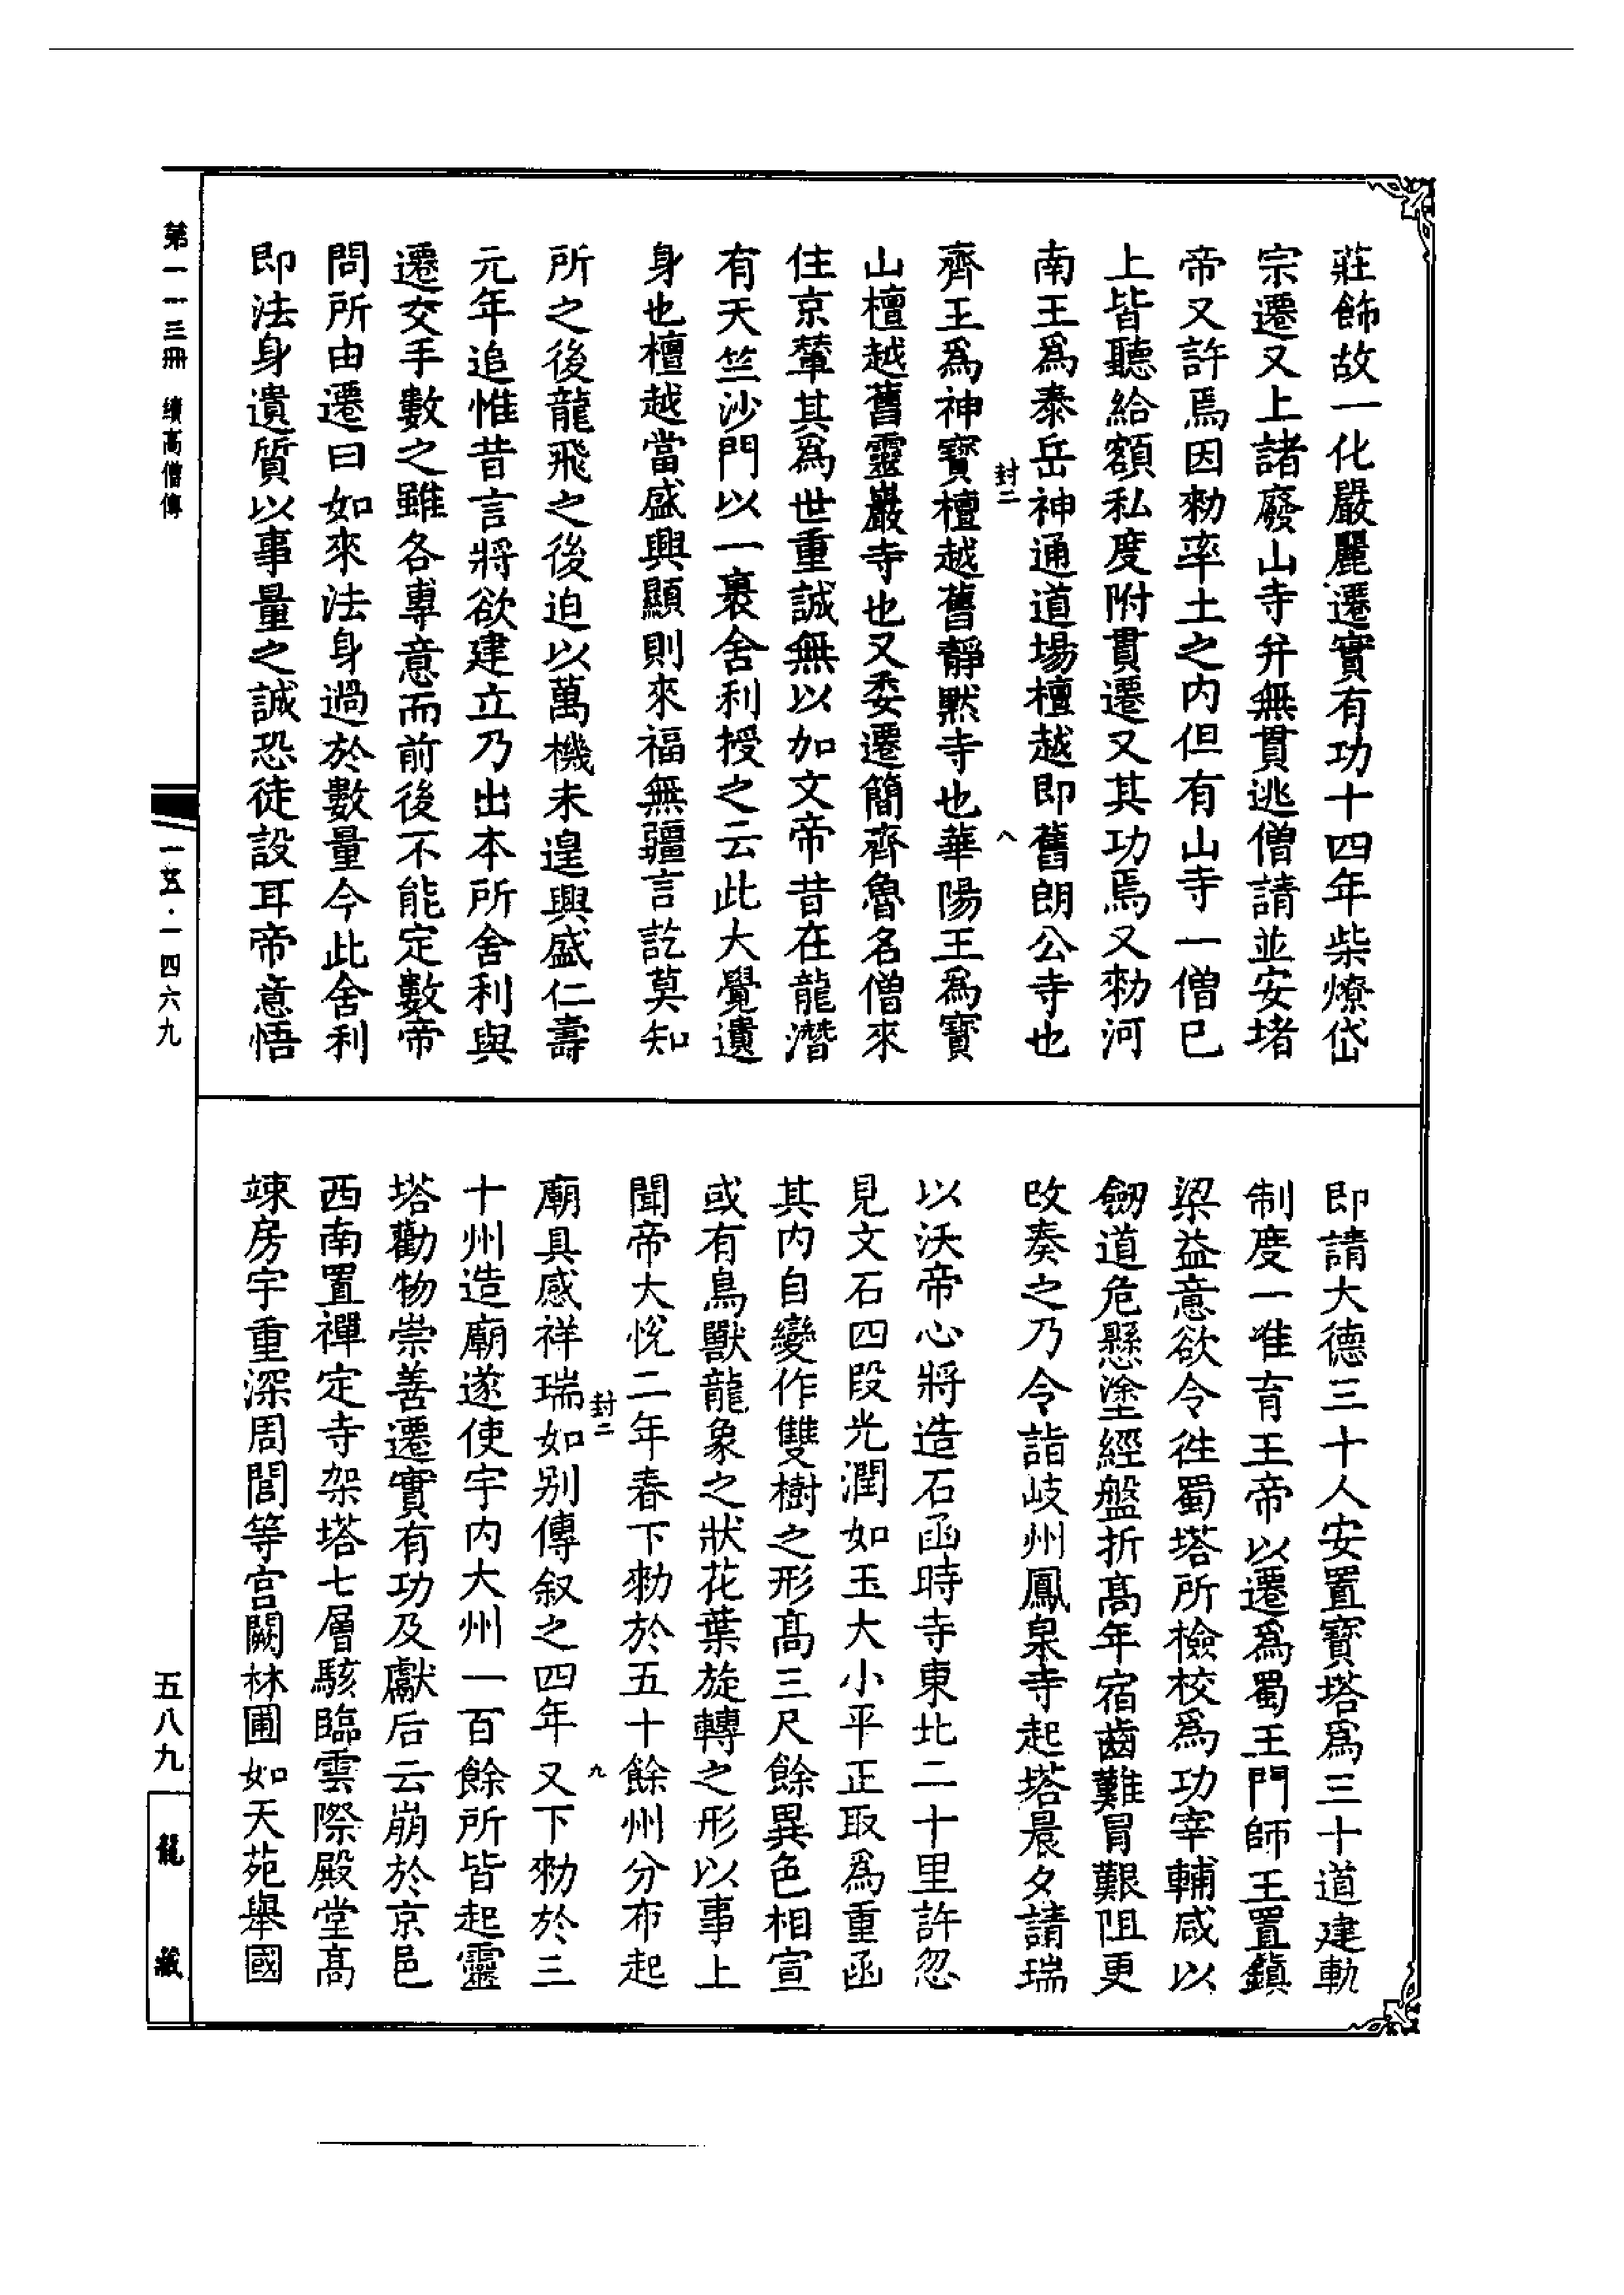 莊飾故一化嚴麗遷實有功十四年柴燎岱
宗遷又上諸廢山寺并無貫逃僧請並安堵
帝又許焉因勑率土之内但有山寺一僧已
上皆聽給額私度附貫遷又其功焉又勑河
南王爲泰岳神通道場檀越即舊朗公寺也
封二 八
齊王爲神寶檀越舊靜默寺也華陽王爲寶
山檀越舊靈巖寺也又委遷簡齊魯名僧來
住京輦其爲世重誠無以加文帝昔在龍潛
有天竺沙門以一裹舍利授之云此大覺遺
身也檀越當盛興顯則來福無疆言訖莫知
所之後龍飛之後迫以萬機未遑興盛仁壽
元年追惟昔言將欲建立乃出本所舍利與
遷交手數之雖各專意而前後不能定數帝
問所由遷曰如來法身過於數量今此舍利
即法身遺質以事量之誠恐徒設耳帝意悟
即請大德三十人安置寶塔爲三十道建軌
制度一准育王帝以遷爲蜀王門師王置鎮
梁益意欲令徃蜀塔所檢校爲功宰輔咸以
劒道危懸塗經盤折髙年宿齒難冒艱阻更
改奏之乃令詣岐州鳳泉寺起塔晨夕請瑞
以沃帝心將造石函時寺東北二十里許忽
見文石四段光潤如玉大小平正取爲重函
其内自變作雙樹之形髙三尺餘異色相宣
或有鳥獸龍象之狀花葉旋轉之形以事上
聞帝大悅二年春下勑於五十餘州分布起
封二 九
廟具感祥瑞如别傳叙之四年又下勑於三
十州造廟遂使宇内大州一百餘所皆起靈
塔勸物崇善遷實有功及獻后云崩於京邑
西南置禪定寺架塔七層駭臨雲際殿堂髙
竦房宇重深周閭等宫闕林圃如天苑舉國
第一一三冊 續高僧傳
一五·一四六九
五八九
龍藏